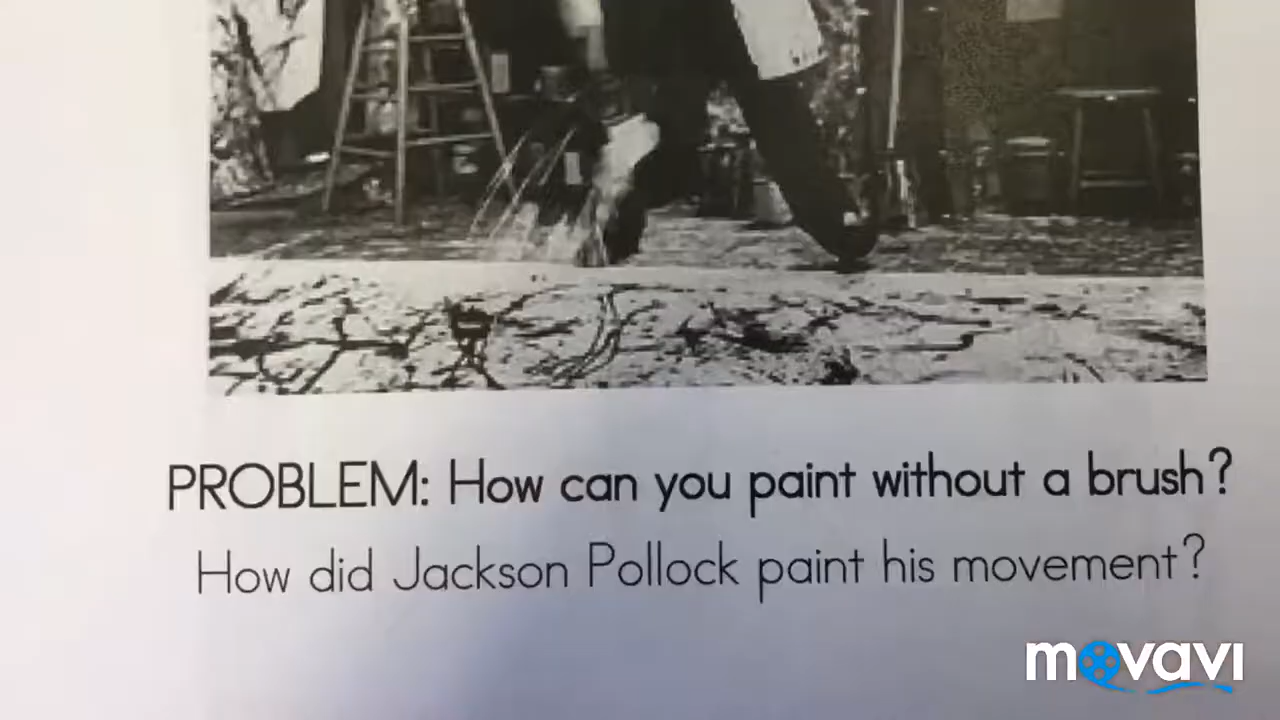 PROBLEM: How can you paint without a brush?
How did Jackson Pollock paint his movement?
movavi